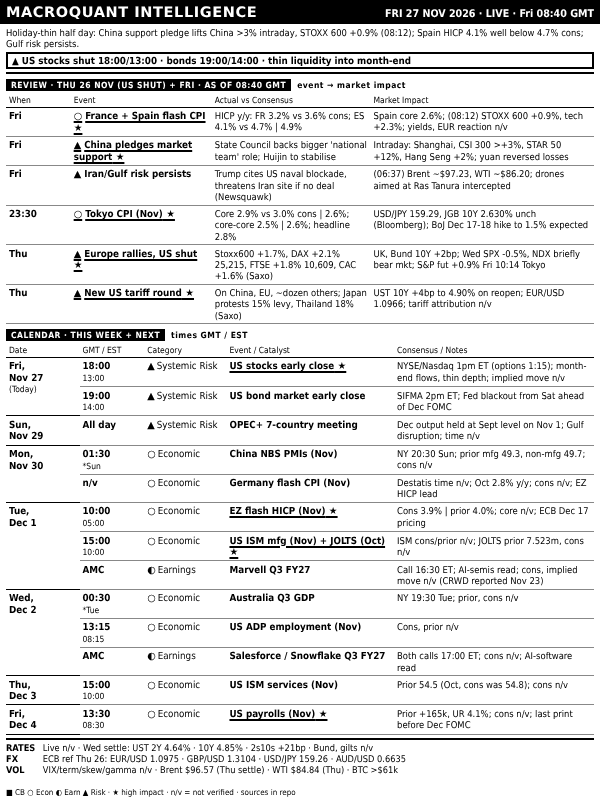 MACROQUANT INTELLIGENCE FRI 27 NOV 2026 · LIVE · Fri 08:40 GMT
Holiday-thin half day: China support pledge lifts China >3% intraday, STOXX 600 +0.9% (08:12); Spain HICP 4.1% well below 4.7% cons;
Gulf risk persists.
▲ US stocks shut 18:00/13:00 · bonds 19:00/14:00 · thin liquidity into month-end
REVIEW · THU 26 NOV (US SHUT) + FRI · AS OF 08:40 GMT event → market impact
When Event Actual vs Consensus Market Impact
Fri ○ France + Spain flash CPI HICP y/y: FR 3.2% vs 3.6% cons; ES Spain core 2.6%; (08:12) STOXX 600 +0.9%, tech
★ 4.1% vs 4.7% | 4.9% +2.3%; yields, EUR reaction n/v
Fri ▲ China pledges market State Council backs bigger 'national Intraday: Shanghai, CSI 300 >+3%, STAR 50
support ★ team' role; Huijin to stabilise +12%, Hang Seng +2%; yuan reversed losses
Fri ▲ Iran/Gulf risk persists Trump cites US naval blockade, (06:37) Brent ~$97.23, WTI ~$86.20; drones
threatens Iran site if no deal aimed at Ras Tanura intercepted
(Newsquawk)
23:30 ○ Tokyo CPI (Nov) ★ Core 2.9% vs 3.0% cons | 2.6%; USD/JPY 159.29, JGB 10Y 2.630% unch
core-core 2.5% | 2.6%; headline (Bloomberg); BoJ Dec 17-18 hike to 1.5% expected
2.8%
Thu ▲ Europe rallies, US shut Stoxx600 +1.7%, DAX +2.1% UK, Bund 10Y +2bp; Wed SPX -0.5%, NDX briefly
★ 25,215, FTSE +1.8% 10,609, CAC bear mkt; S&P fut +0.9% Fri 10:14 Tokyo
+1.6% (Saxo)
Thu ▲ New US tariff round ★ On China, EU, ~dozen others; Japan UST 10Y +4bp to 4.90% on reopen; EUR/USD
protests 15% levy, Thailand 18% 1.0966; tariff attribution n/v
(Saxo)
CALENDAR · THIS WEEK + NEXT times GMT / EST
Date GMT / EST Category Event / Catalyst Consensus / Notes
Fri, 18:00 ▲ Systemic Risk US stocks early close ★ NYSE/Nasdaq 1pm ET (options 1:15); month-
Nov 27 13:00 end flows, thin depth; implied move n/v
(Today)
19:00 ▲ Systemic Risk US bond market early close SIFMA 2pm ET; Fed blackout from Sat ahead
14:00 of Dec FOMC
Sun, All day ▲ Systemic Risk OPEC+ 7-country meeting Dec output held at Sept level on Nov 1; Gulf
Nov 29 disruption; time n/v
Mon, 01:30 ○ Economic China NBS PMIs (Nov) NY 20:30 Sun; prior mfg 49.3, non-mfg 49.7;
Nov 30 *Sun cons n/v
n/v ○ Economic Germany flash CPI (Nov) Destatis time n/v; Oct 2.8% y/y; cons n/v; EZ
HICP lead
Tue, 10:00 ○ Economic EZ flash HICP (Nov) ★ Cons 3.9% | prior 4.0%; core n/v; ECB Dec 17
Dec 1 05:00 pricing
15:00 ○ Economic US ISM mfg (Nov) + JOLTS (Oct) ISM cons/prior n/v; JOLTS prior 7.523m, cons
10:00 ★ n/v
AMC ◐ Earnings Marvell Q3 FY27 Call 16:30 ET; AI-semis read; cons, implied
move n/v (CRWD reported Nov 23)
Wed, 00:30 ○ Economic Australia Q3 GDP NY 19:30 Tue; prior, cons n/v
Dec 2 *Tue
13:15 ○ Economic US ADP employment (Nov) Cons, prior n/v
08:15
AMC ◐ Earnings Salesforce / Snowflake Q3 FY27 Both calls 17:00 ET; cons n/v; AI-software
read
Thu, 15:00 ○ Economic US ISM services (Nov) Prior 54.5 (Oct, cons was 54.8); cons n/v
Dec 3 10:00
Fri, 13:30 ○ Economic US payrolls (Nov) ★ Prior +165k, UR 4.1%; cons n/v; last print
Dec 4 08:30 before Dec FOMC
RATES Live n/v · Wed settle: UST 2Y 4.64% · 10Y 4.85% · 2s10s +21bp · Bund, gilts n/v
FX ECB ref Thu 26: EUR/USD 1.0975 · GBP/USD 1.3104 · USD/JPY 159.26 · AUD/USD 0.6635
VOL VIX/term/skew/gamma n/v · Brent $96.57 (Thu settle) · WTI $84.84 (Thu) · BTC >$61k
■ CB ○ Econ ◐ Earn ▲ Risk · ★ high impact · n/v = not verified · sources in repo